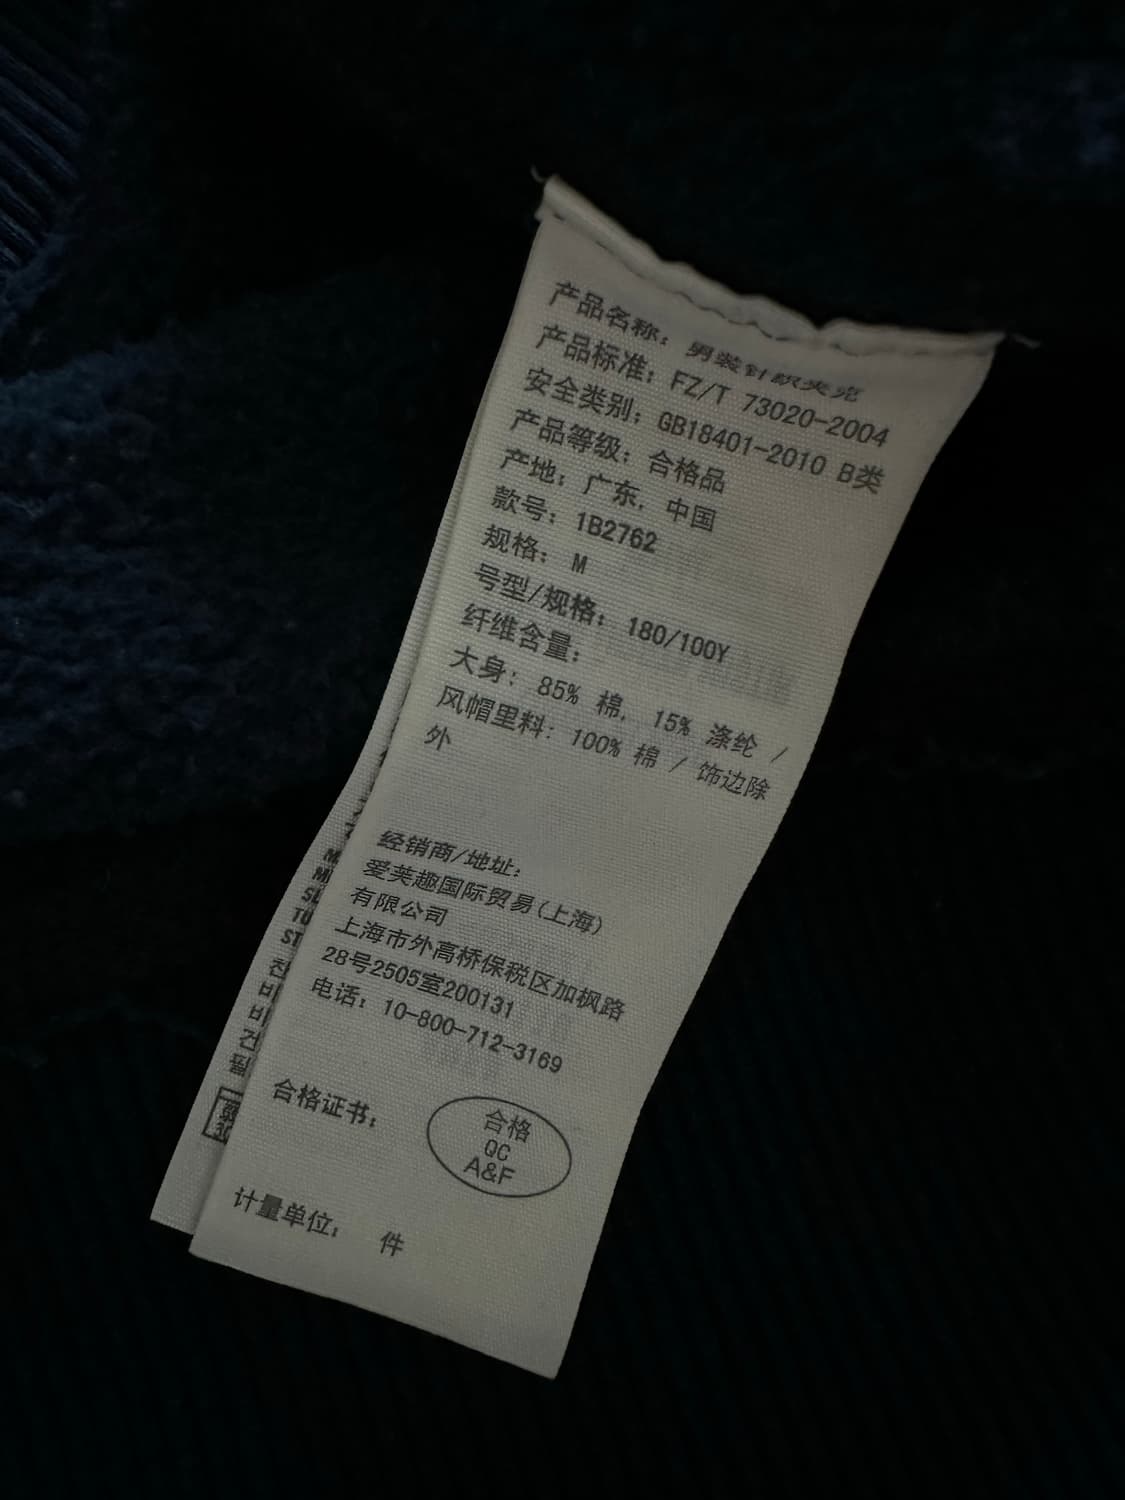 产品名称：男装针织夹克
产品标准：FZ/T 73020-2004
安全类别：GB18401-2010 B类
产品等级：合格品
产地：广东，中国
款号：1B2762
规格：M
号型/规格：180/100Y
纤维含量：
大身：85% 棉，15% 涤纶 /
风帽里料：100% 棉 / 饰边除
外
经销商/地址：
爱芙趣国际贸易(上海)
有限公司
上海市外高桥保税区加枫路
28号2505室200131
电话：10-800-712-3169
合格证书：
合格
QC
A&F
计量单位： 件